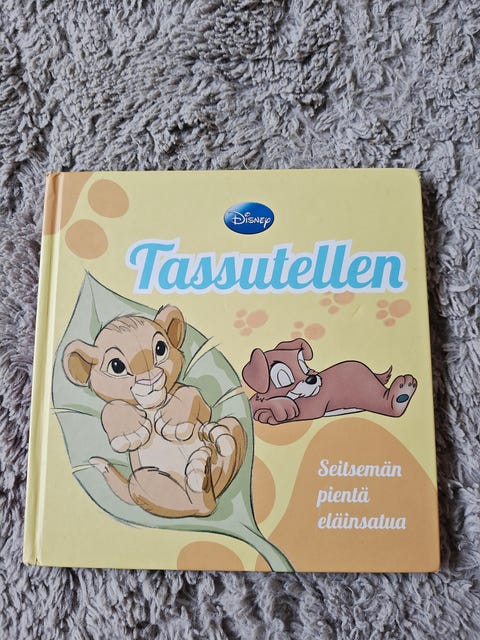 Disney
Tassutellen
Seitsemän
pientä
eläinsatua